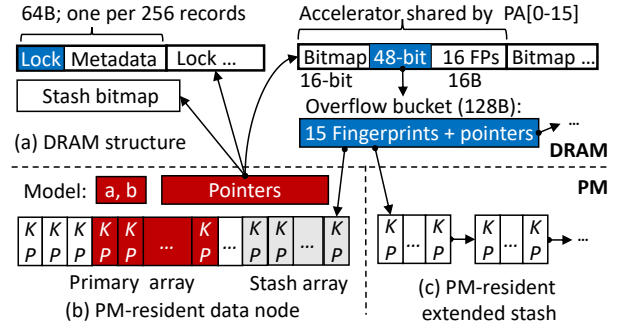 64B; one per 256 records
Accelerator shared by PA[0-15]
Lock Metadata Lock ...
Bitmap 48-bit 16 FPs Bitmap ...
16-bit 16B
Stash bitmap
Overflow bucket (128B):
15 Fingerprints + pointers ...
(a) DRAM structure
DRAM
PM
Model: a, b Pointers
K K K K K K K K K K K K K
P P P ... P P P ... P P ... P
Primary array Stash array
(b) PM-resident data node
K ... K K ... K ...
P P P P
(c) PM-resident
extended stash